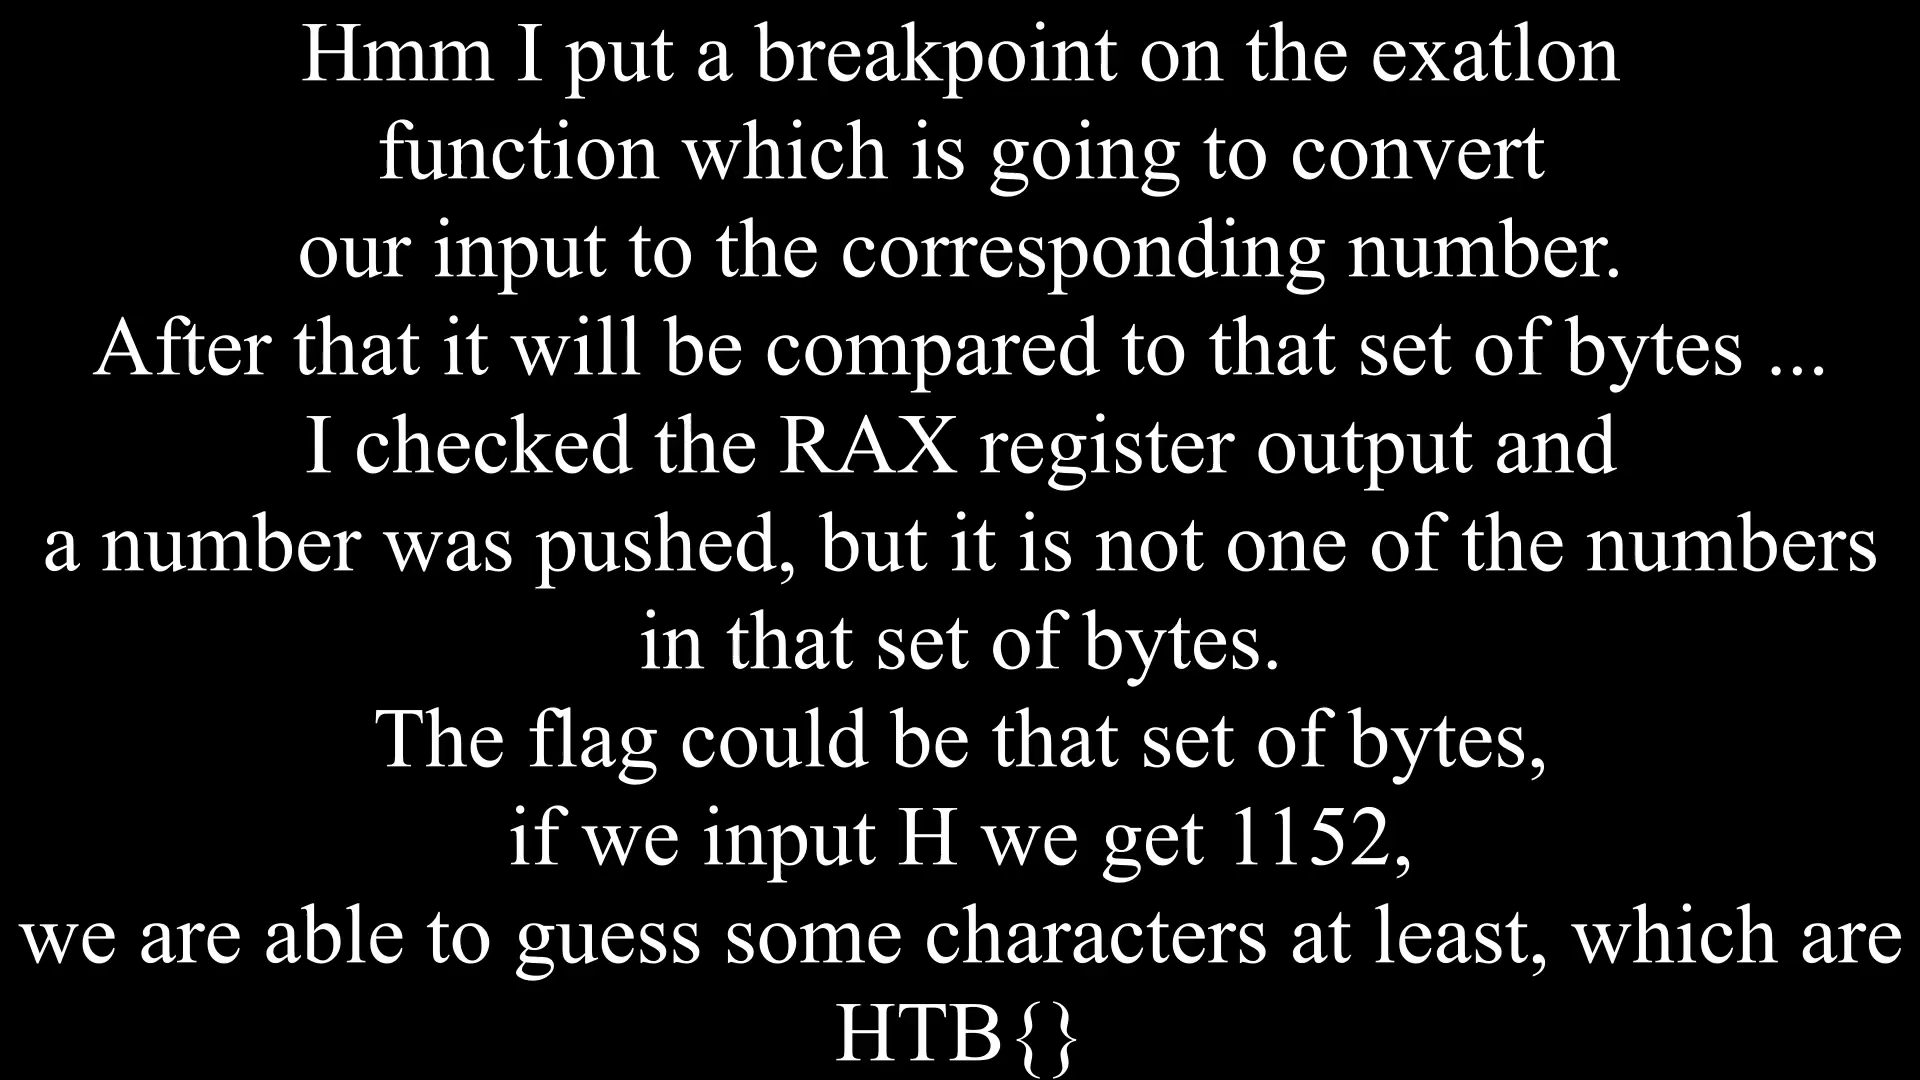 Hmm I put a breakpoint on the exatlon
function which is going to convert
our input to the corresponding number.
After that it will be compared to that set of bytes ...
I checked the RAX register output and
a number was pushed, but it is not one of the numbers
in that set of bytes.
The flag could be that set of bytes,
if we input H we get 1152,
we are able to guess some characters at least, which are
HTB{}